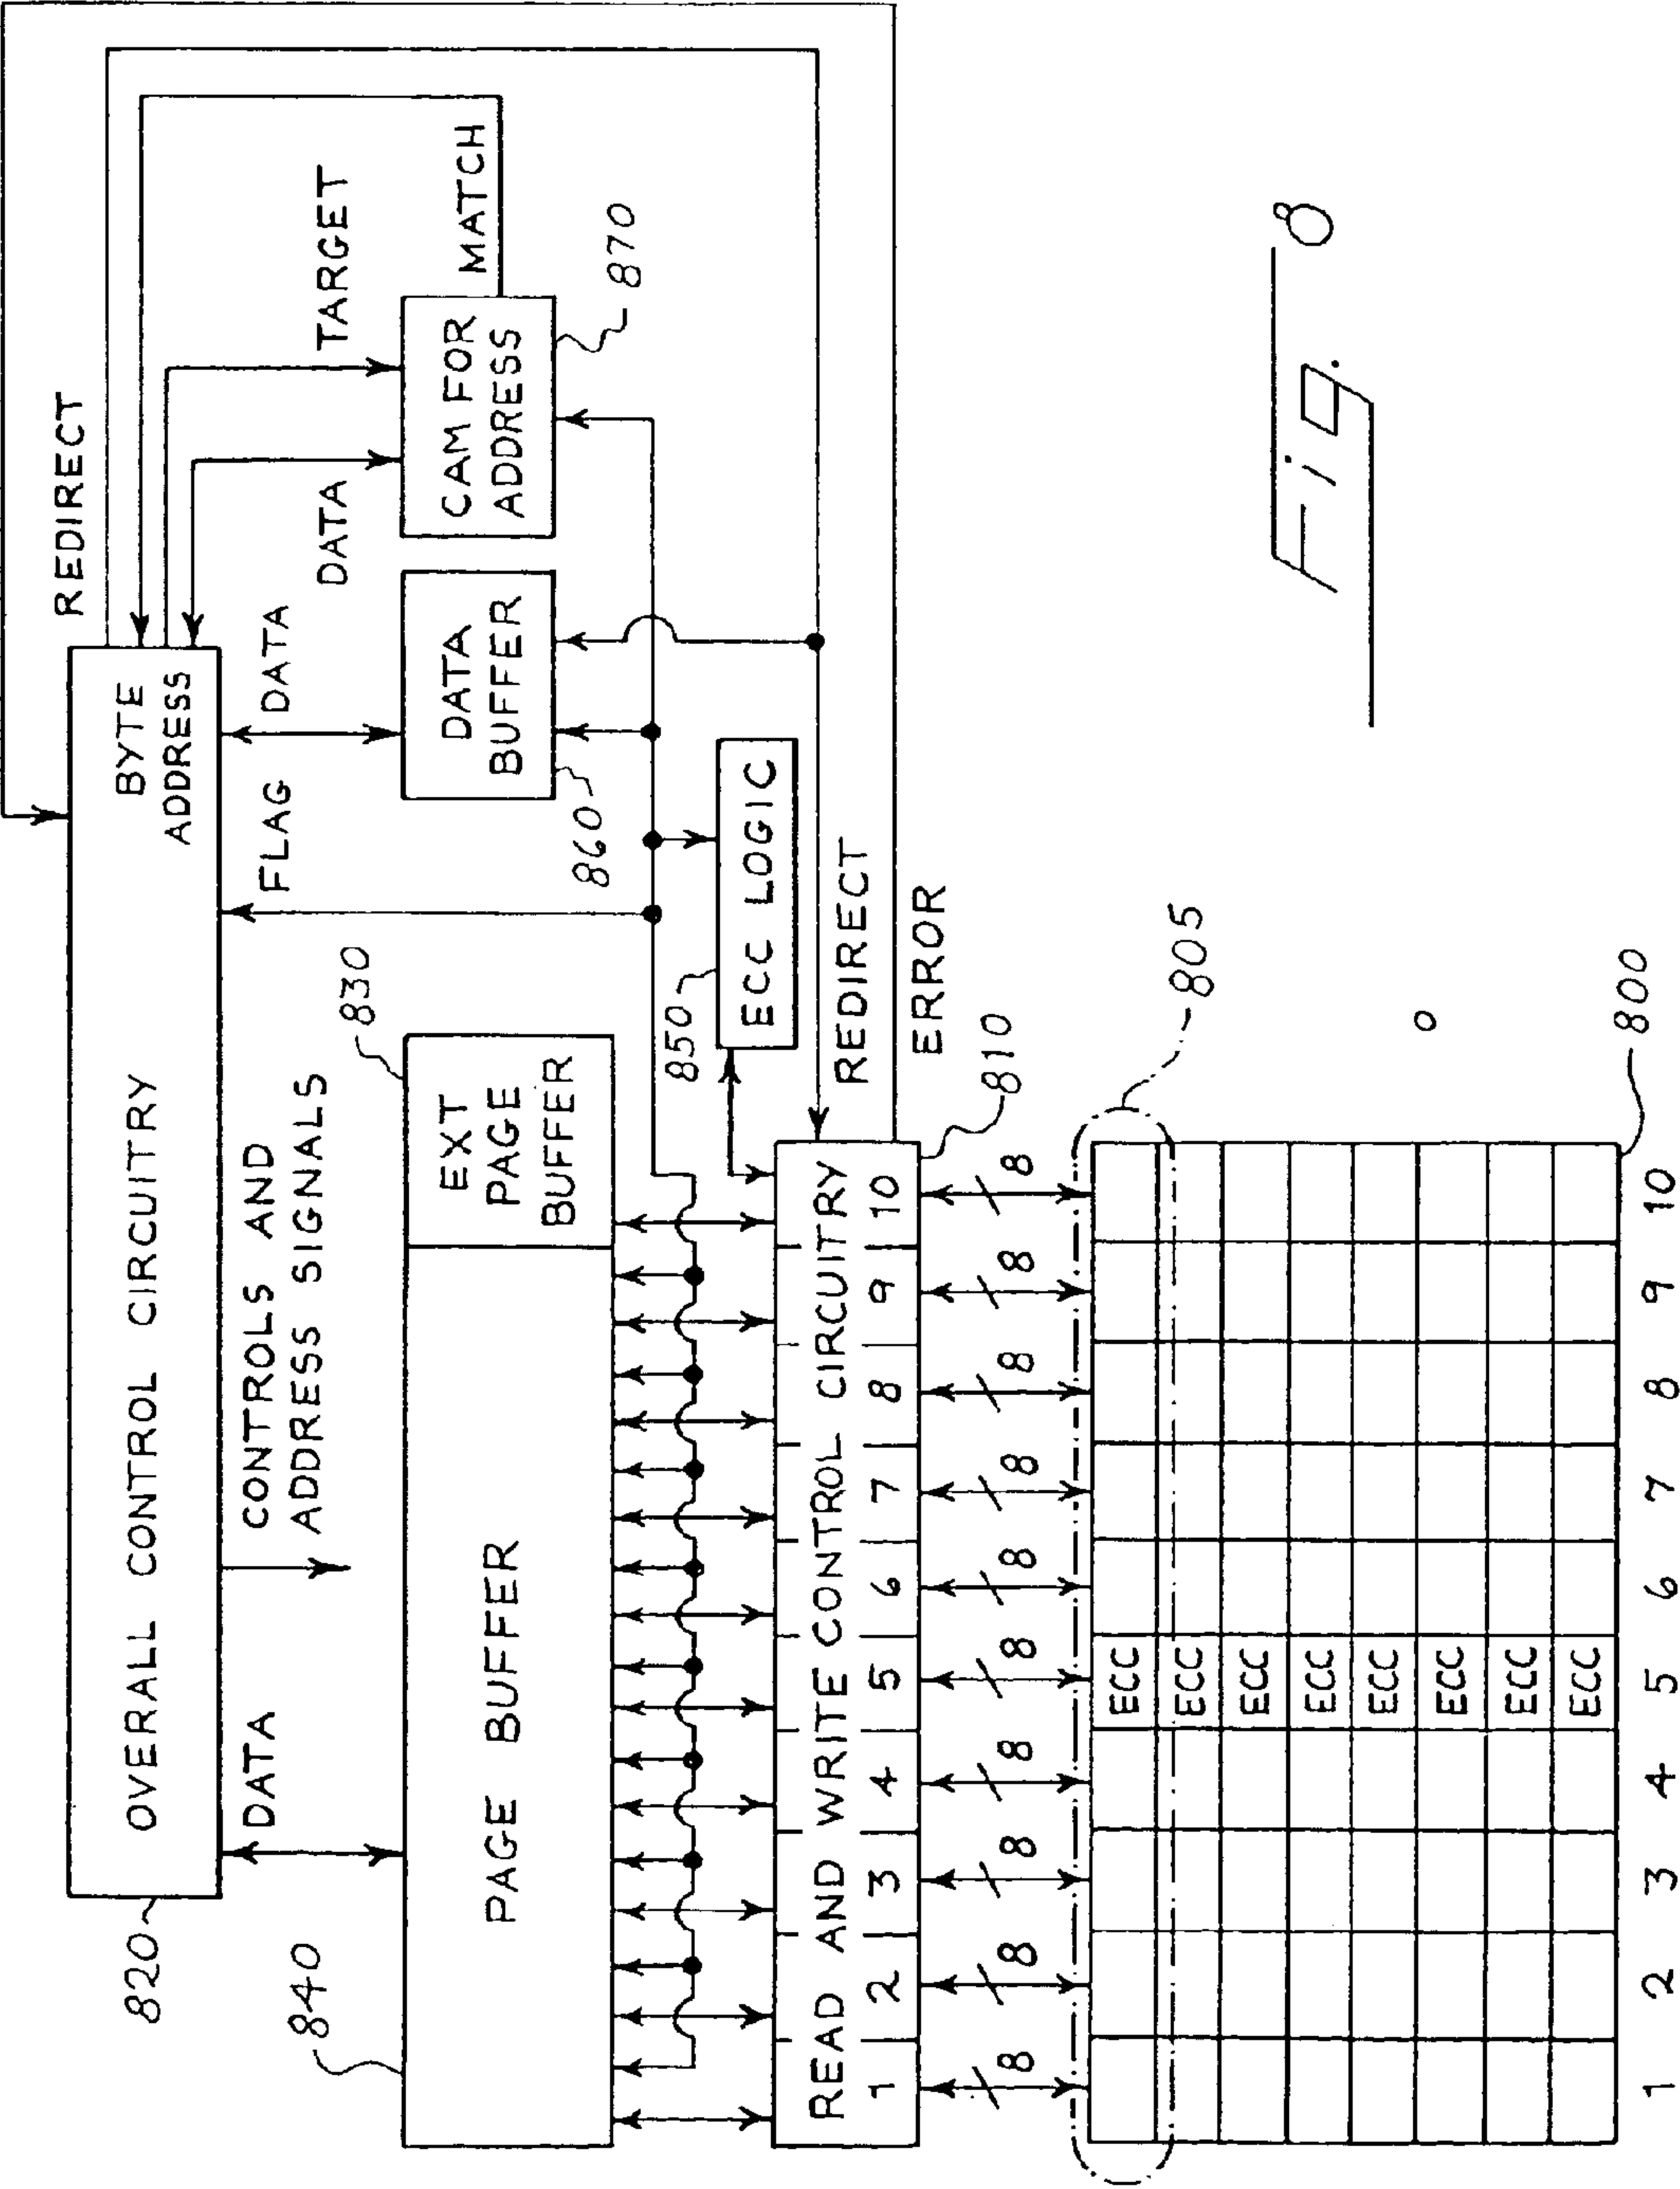 REDIRECT
OVERALL CONTROL CIRCUITRY
BYTE
ADDRESS
820
DATA
CONTROLS AND
ADDRESS SIGNALS
FLAG
DATA
DATA
TARGET
MATCH
840
PAGE BUFFER
EXT
PAGE
BUFFER
830
DATA
BUFFER
860
CAM FOR
ADDRESS
870
850
ECC LOGIC
READ AND WRITE CONTROL CIRCUITRY
1 2 3 4 5 6 7 8 9 10
REDIRECT
ERROR
810
8 8 8 8 8 8 8 8 8 8
805
ECC
ECC
ECC
ECC
ECC
ECC
ECC
ECC
800
1 2 3 4 5 6 7 8 9 10
Fig. 8